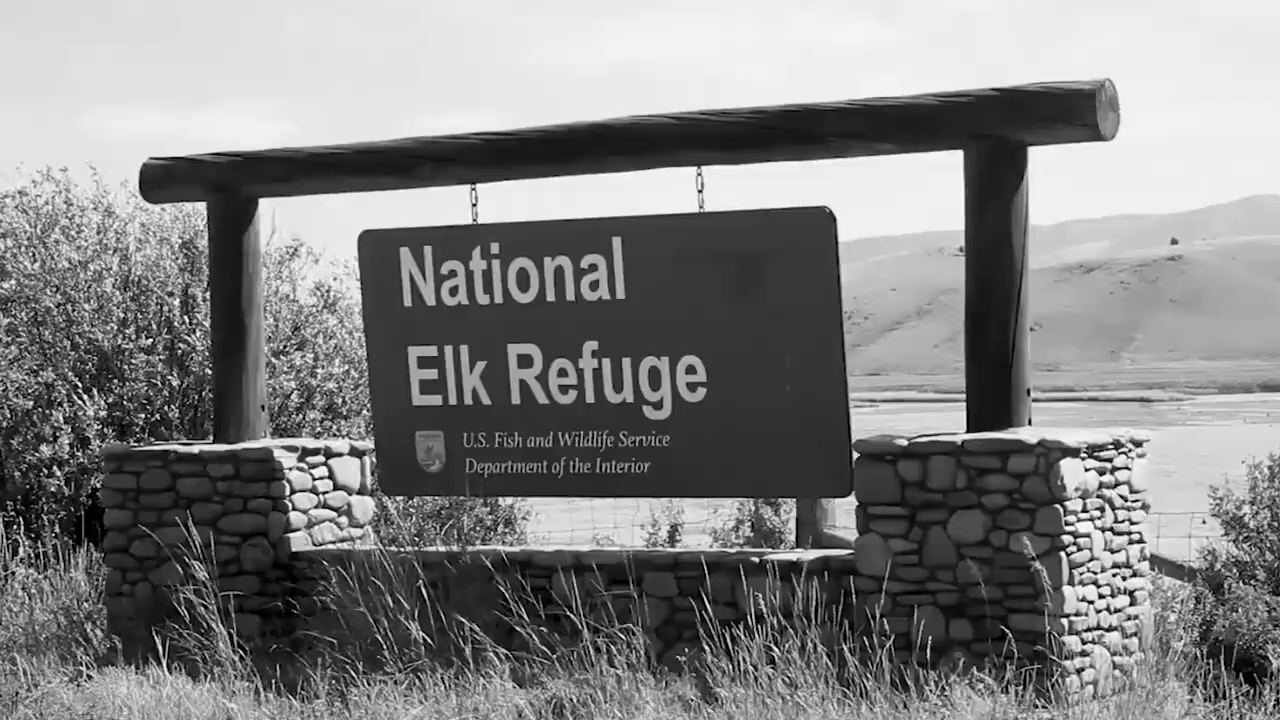 National
Elk Refuge
U.S. Fish and Wildlife Service
Department of the Interior